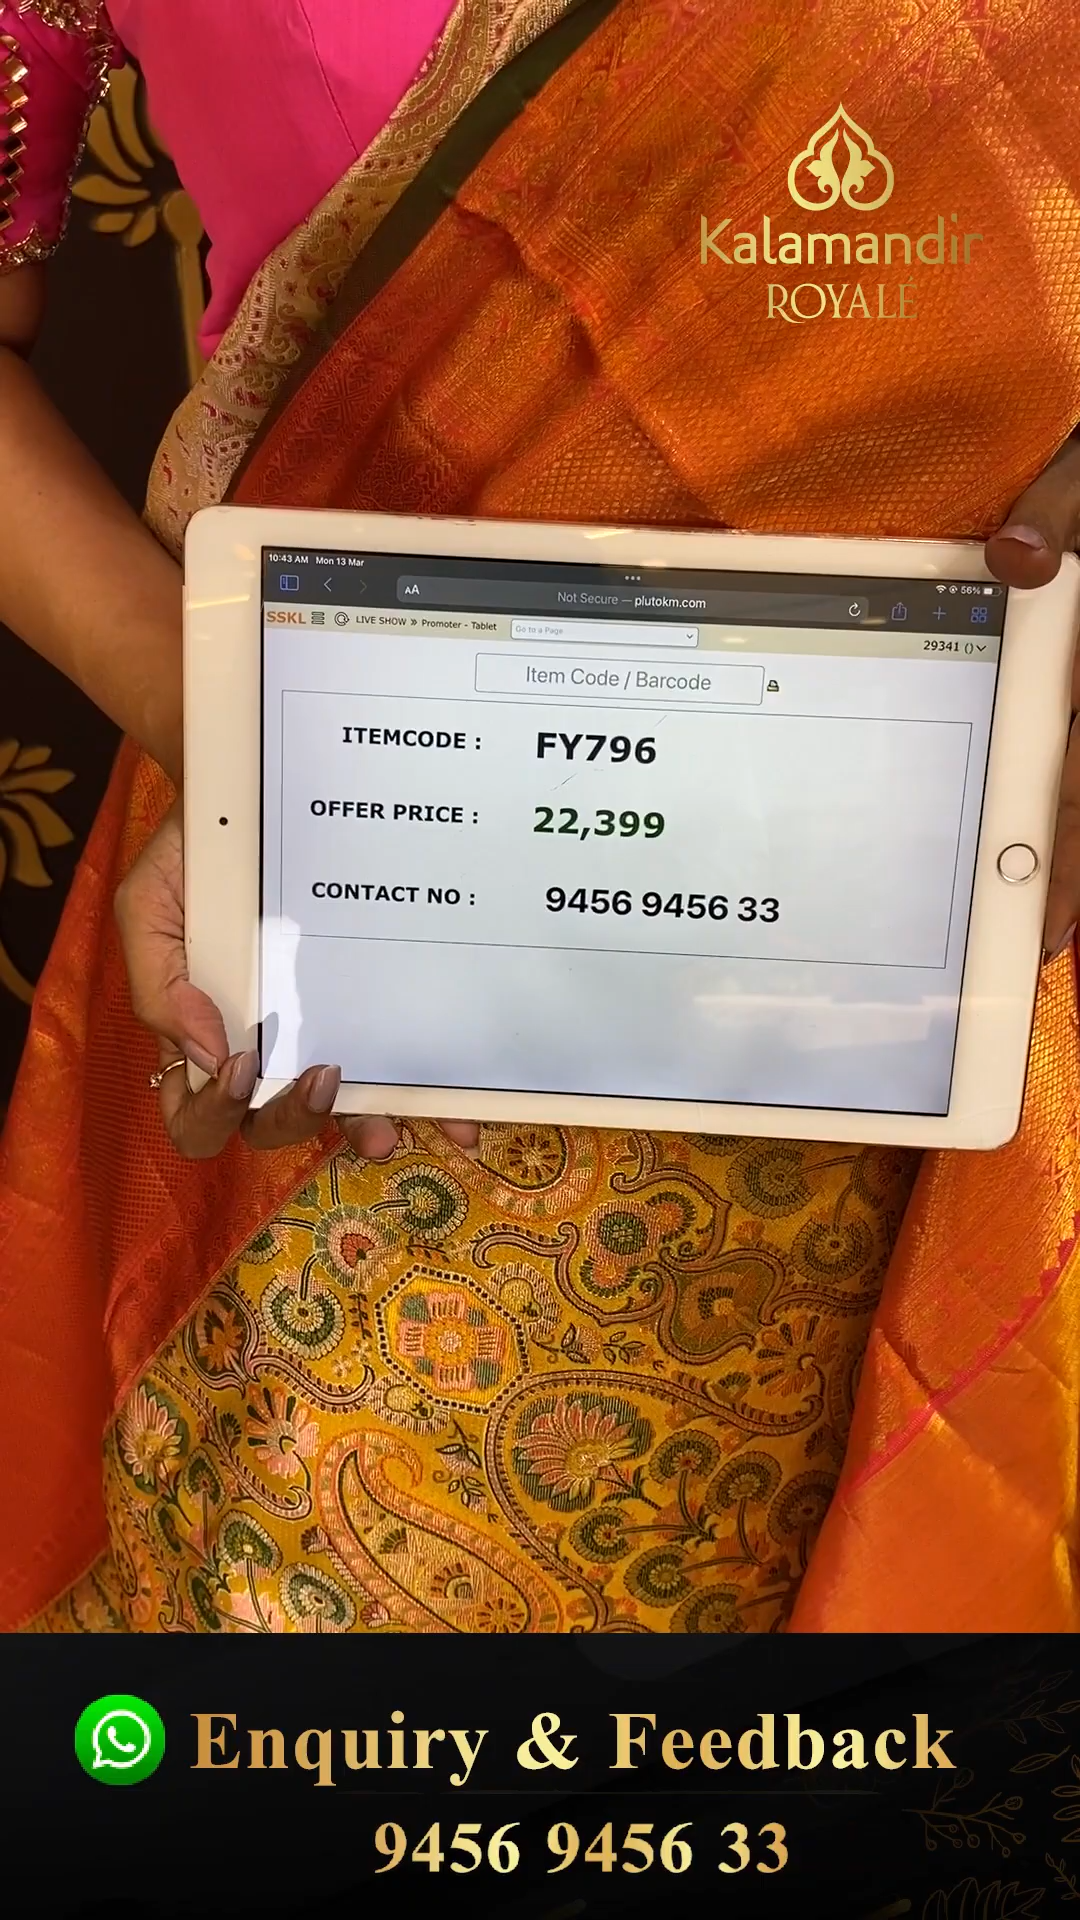 Kalamandir
ROYALÉ
10:43 AM Mon 13 Mar
56%
AA
Not Secure — plutokm.com
SSKL LIVE SHOW » Promoter - Tablet
Go to a Page
29341 ()
Item Code / Barcode
ITEMCODE : FY796
OFFER PRICE : 22,399
CONTACT NO : 9456 9456 33
Enquiry & Feedback
9456 9456 33